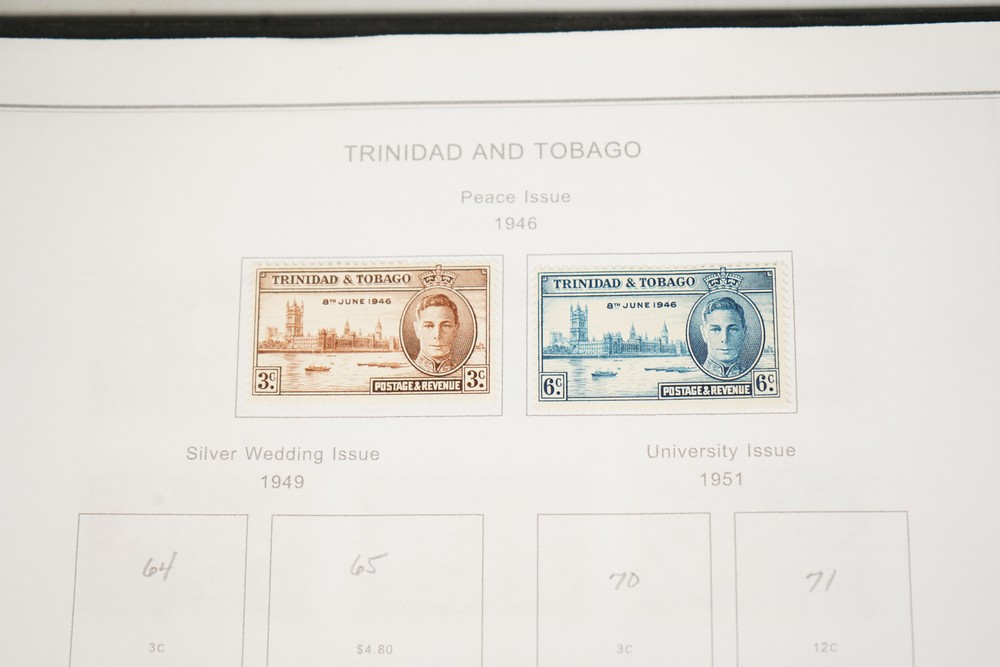 TRINIDAD AND TOBAGO
Peace Issue
1946
TRINIDAD & TOBAGO
8TH JUNE 1946
3C
POSTAGE & REVENUE
3C
TRINIDAD & TOBAGO
8TH JUNE 1946
6C
POSTAGE & REVENUE
6C
Silver Wedding Issue
1949
University Issue
1951
64
65
70
71
3C
$4.80
3C
12C